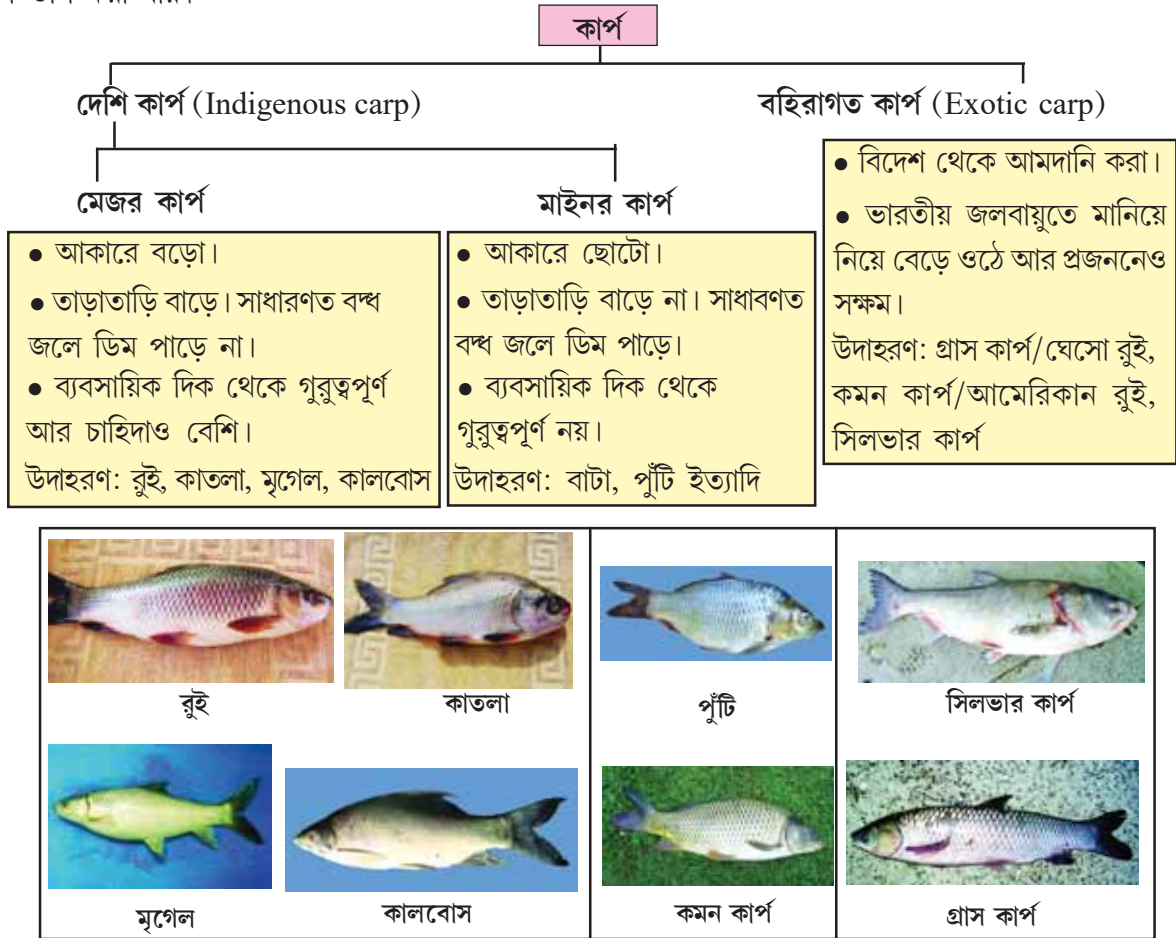 কার্প
দেশি কার্প (Indigenous carp)
বহিরাগত কার্প (Exotic carp)
মেজর কার্প
● আকারে বড়ো।
● তাড়াতাড়ি বাড়ে। সাধারণত বদ্ধ
জলে ডিম পাড়ে না।
● ব্যবসায়িক দিক থেকে গুরুত্বপূর্ণ
আর চাহিদাও বেশি।
উদাহরণ: রুই, কাতলা, মৃগেল, কালবোস
মাইনর কার্প
● আকারে ছোটো।
● তাড়াতাড়ি বাড়ে না। সাধাবণত
বদ্ধ জলে ডিম পাড়ে।
● ব্যবসায়িক দিক থেকে
গুরুত্বপূর্ণ নয়।
উদাহরণ: বাটা, পুঁটি ইত্যাদি
● বিদেশ থেকে আমদানি করা।
● ভারতীয় জলবায়ুতে মানিয়ে
নিয়ে বেড়ে ওঠে আর প্রজননেও
সক্ষম।
উদাহরণ: গ্রাস কার্প/ঘেসো রুই,
কমন কার্প/আমেরিকান রুই,
সিলভার কার্প
রুই
কাতলা
পুঁটি
সিলভার কার্প
মৃগেল
কালবোস
কমন কার্প
গ্রাস কার্প